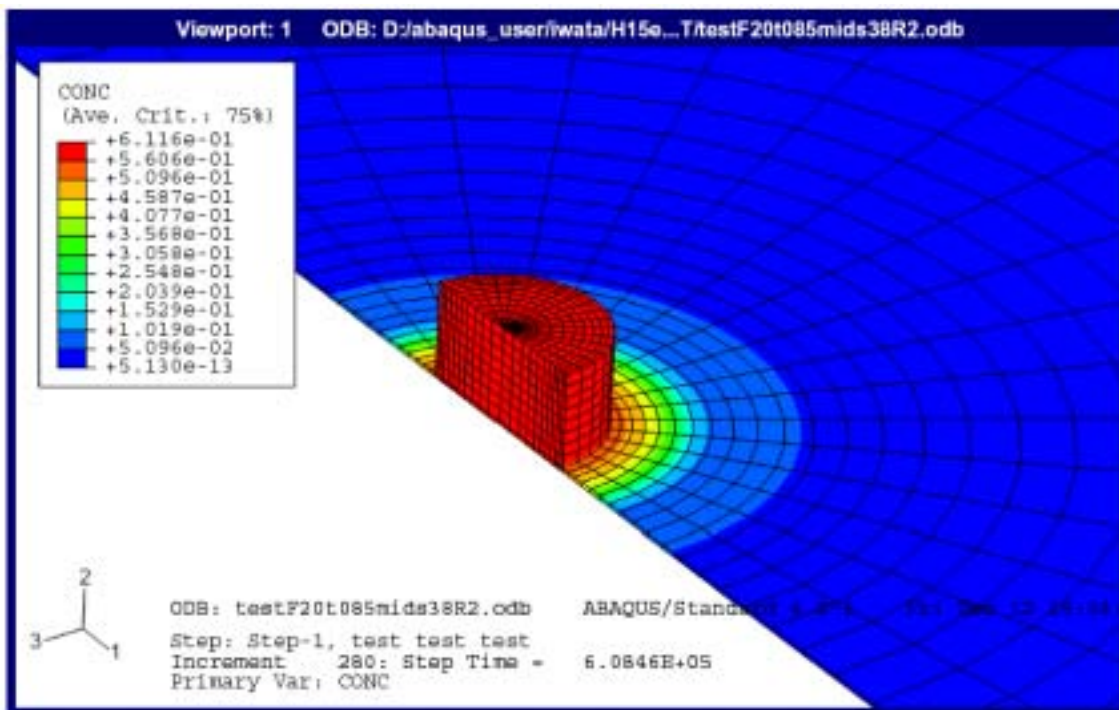 Viewport: 1 ODB: D:/abaqus_user/iwata/H15e...T/testF20t085mids38R2.odb
CONC
(Ave. Crit.: 75%)
+6.116e-01
+5.606e-01
+5.096e-01
+4.587e-01
+4.077e-01
+3.568e-01
+3.058e-01
+2.548e-01
+2.039e-01
+1.529e-01
+1.019e-01
+5.096e-02
+5.130e-13
2
3
1
ODB: testF20t085mids38R2.odb ABAQUS/Standard
Step: Step-1, test test test
Increment 280: Step Time = 6.0846E+05
Primary Var: CONC